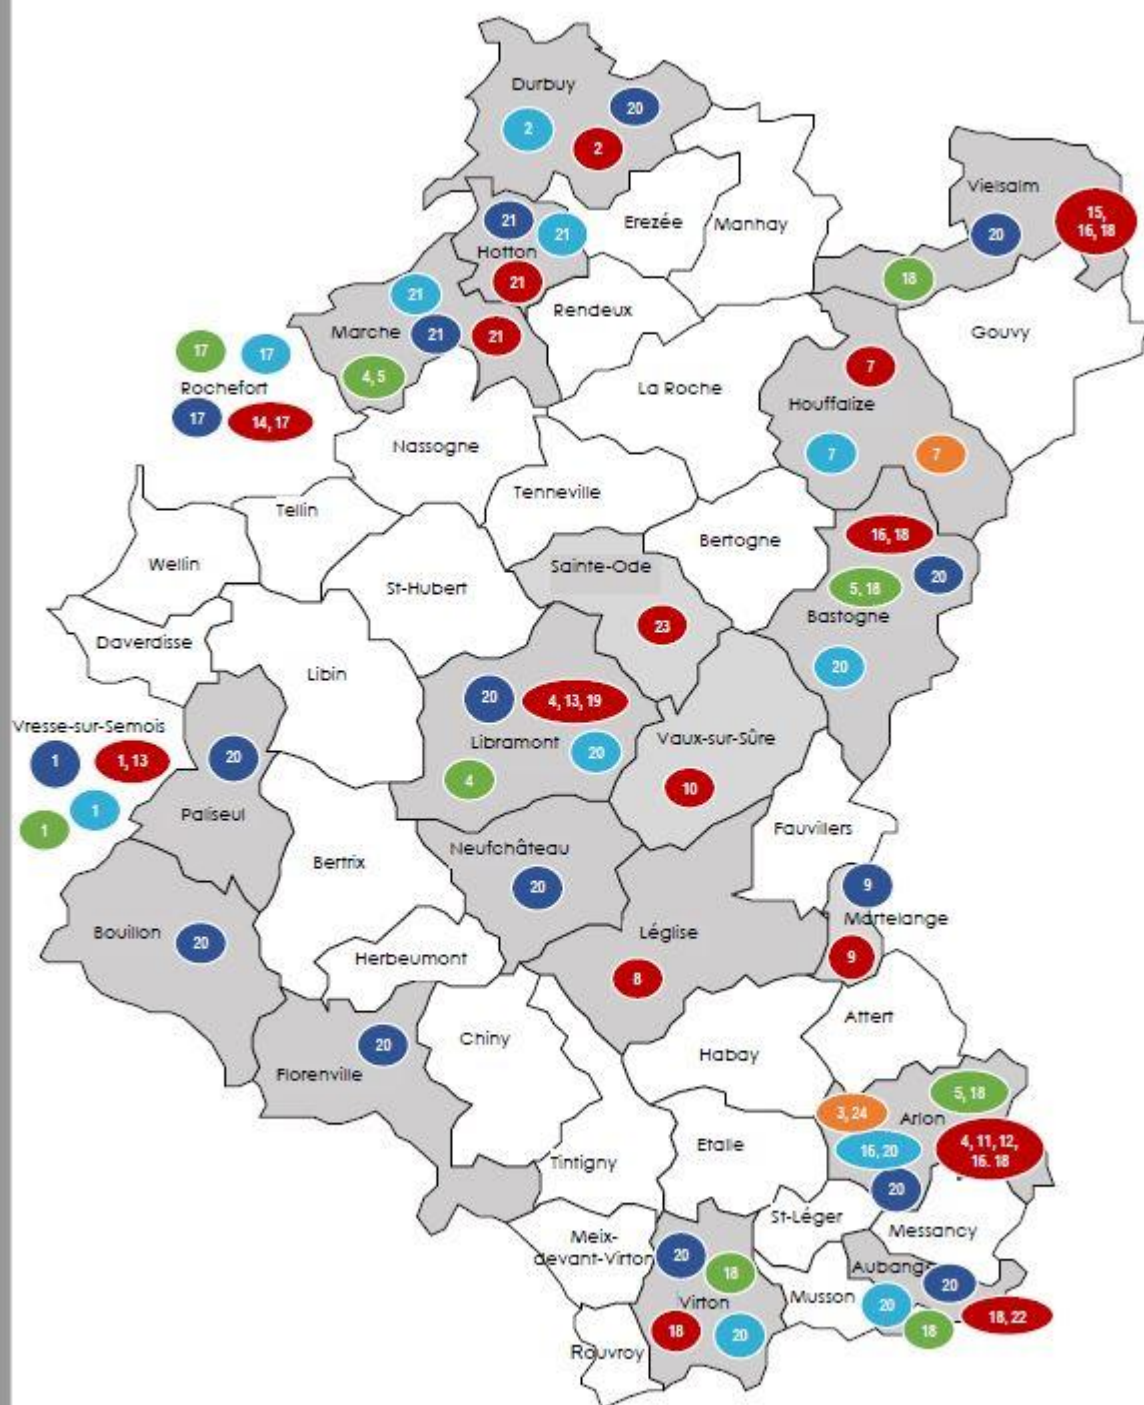 Durbuy
20
2
2
Vielsalm
15,
16, 18
20
18
Erezée
Manhay
21
21
Hotton
21
21
Rendeux
Marche
21
21
4, 5
17
17
Rochefort
17
14, 17
Gouvy
7
La Roche
Houffalize
7
7
Nassogne
Tenneville
Tellin
Bertogne
16, 18
Wellin
Sainte-Ode
St-Hubert
5, 18
20
Bastogne
23
Daverdisse
20
Libin
20
4, 13, 19
Vresse-sur-Semois
Libramont
20
Vaux-sur-Sûre
1
1, 13
20
4
10
1
1
Paliseul
Fauvillers
Neufchâteau
Bertrix
20
9
Martelange
Bouillon
20
Léglise
Herbeumont
9
8
Attert
Chiny
20
Habay
Florenville
5, 18
3, 24
Arlon
4, 11, 12,
16. 18
16, 20
Etalle
Tintigny
20
St-Léger
Messancy
Meix-
devant-Virton
20
18
Aubange
20
Musson
20
Virton
18
20
18
18, 22
Rouvroy